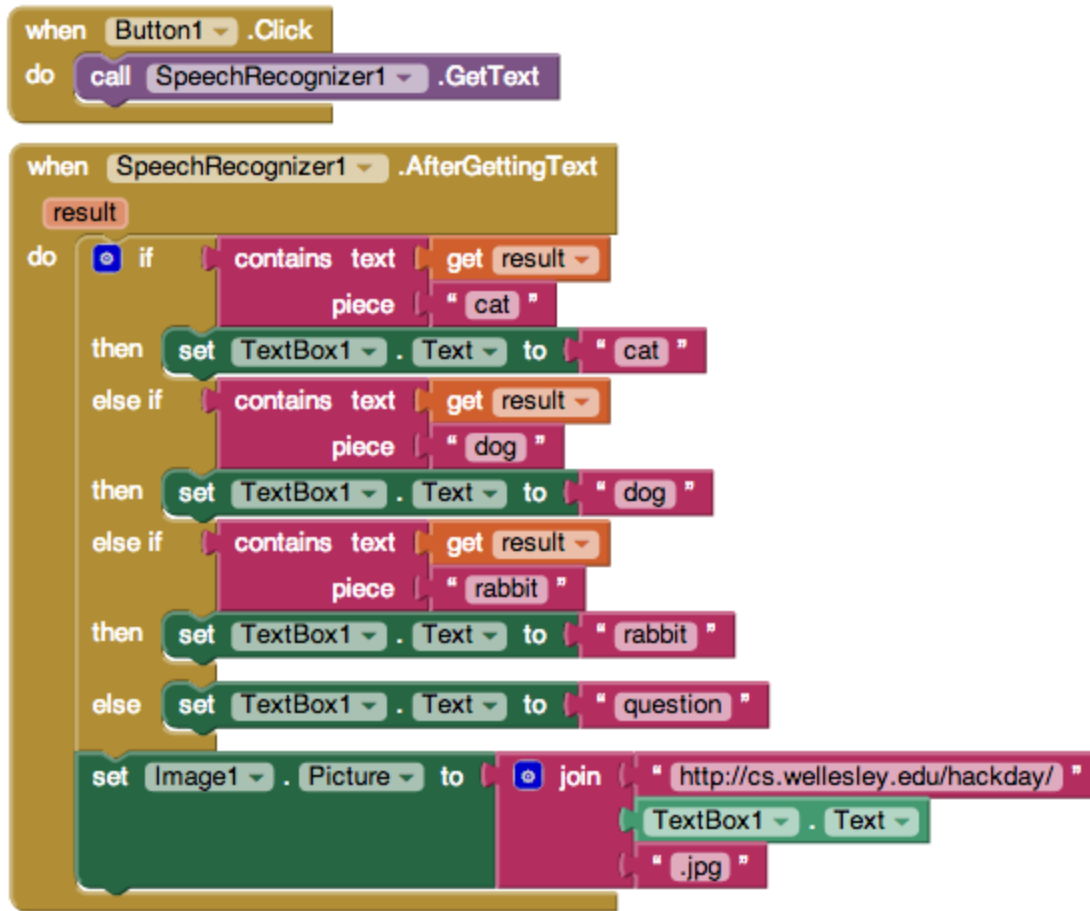 when Button1 .Click
do call SpeechRecognizer1 .GetText
when SpeechRecognizer1 .AfterGettingText
result
do if contains text get result
piece " cat "
then set TextBox1 . Text to " cat "
else if contains text get result
piece " dog "
then set TextBox1 . Text to " dog "
else if contains text get result
piece " rabbit "
then set TextBox1 . Text to " rabbit "
else set TextBox1 . Text to " question "
set Image1 . Picture to join " http://cs.wellesley.edu/hackday/ "
TextBox1 . Text
" .jpg "